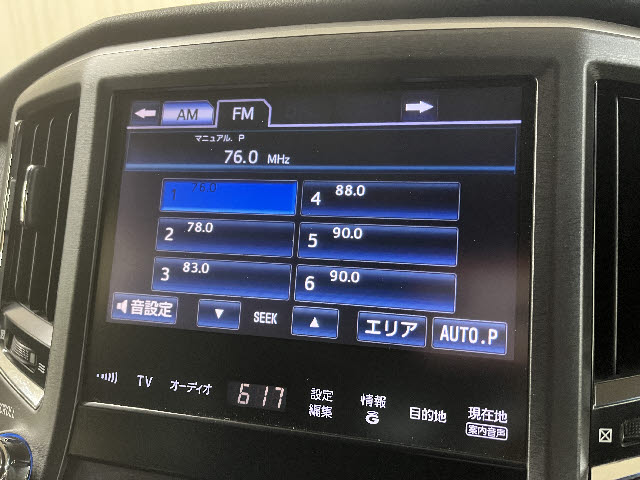 AM FM
マニュアル. P
76.0 MHz
1 76.0
4 88.0
2 78.0
5 90.0
3 83.0
6 90.0
音設定 ▼ SEEK ▲ エリア AUTO.P
TV オーディオ 617 設定編集 情報G 目的地 現在地
案内音声